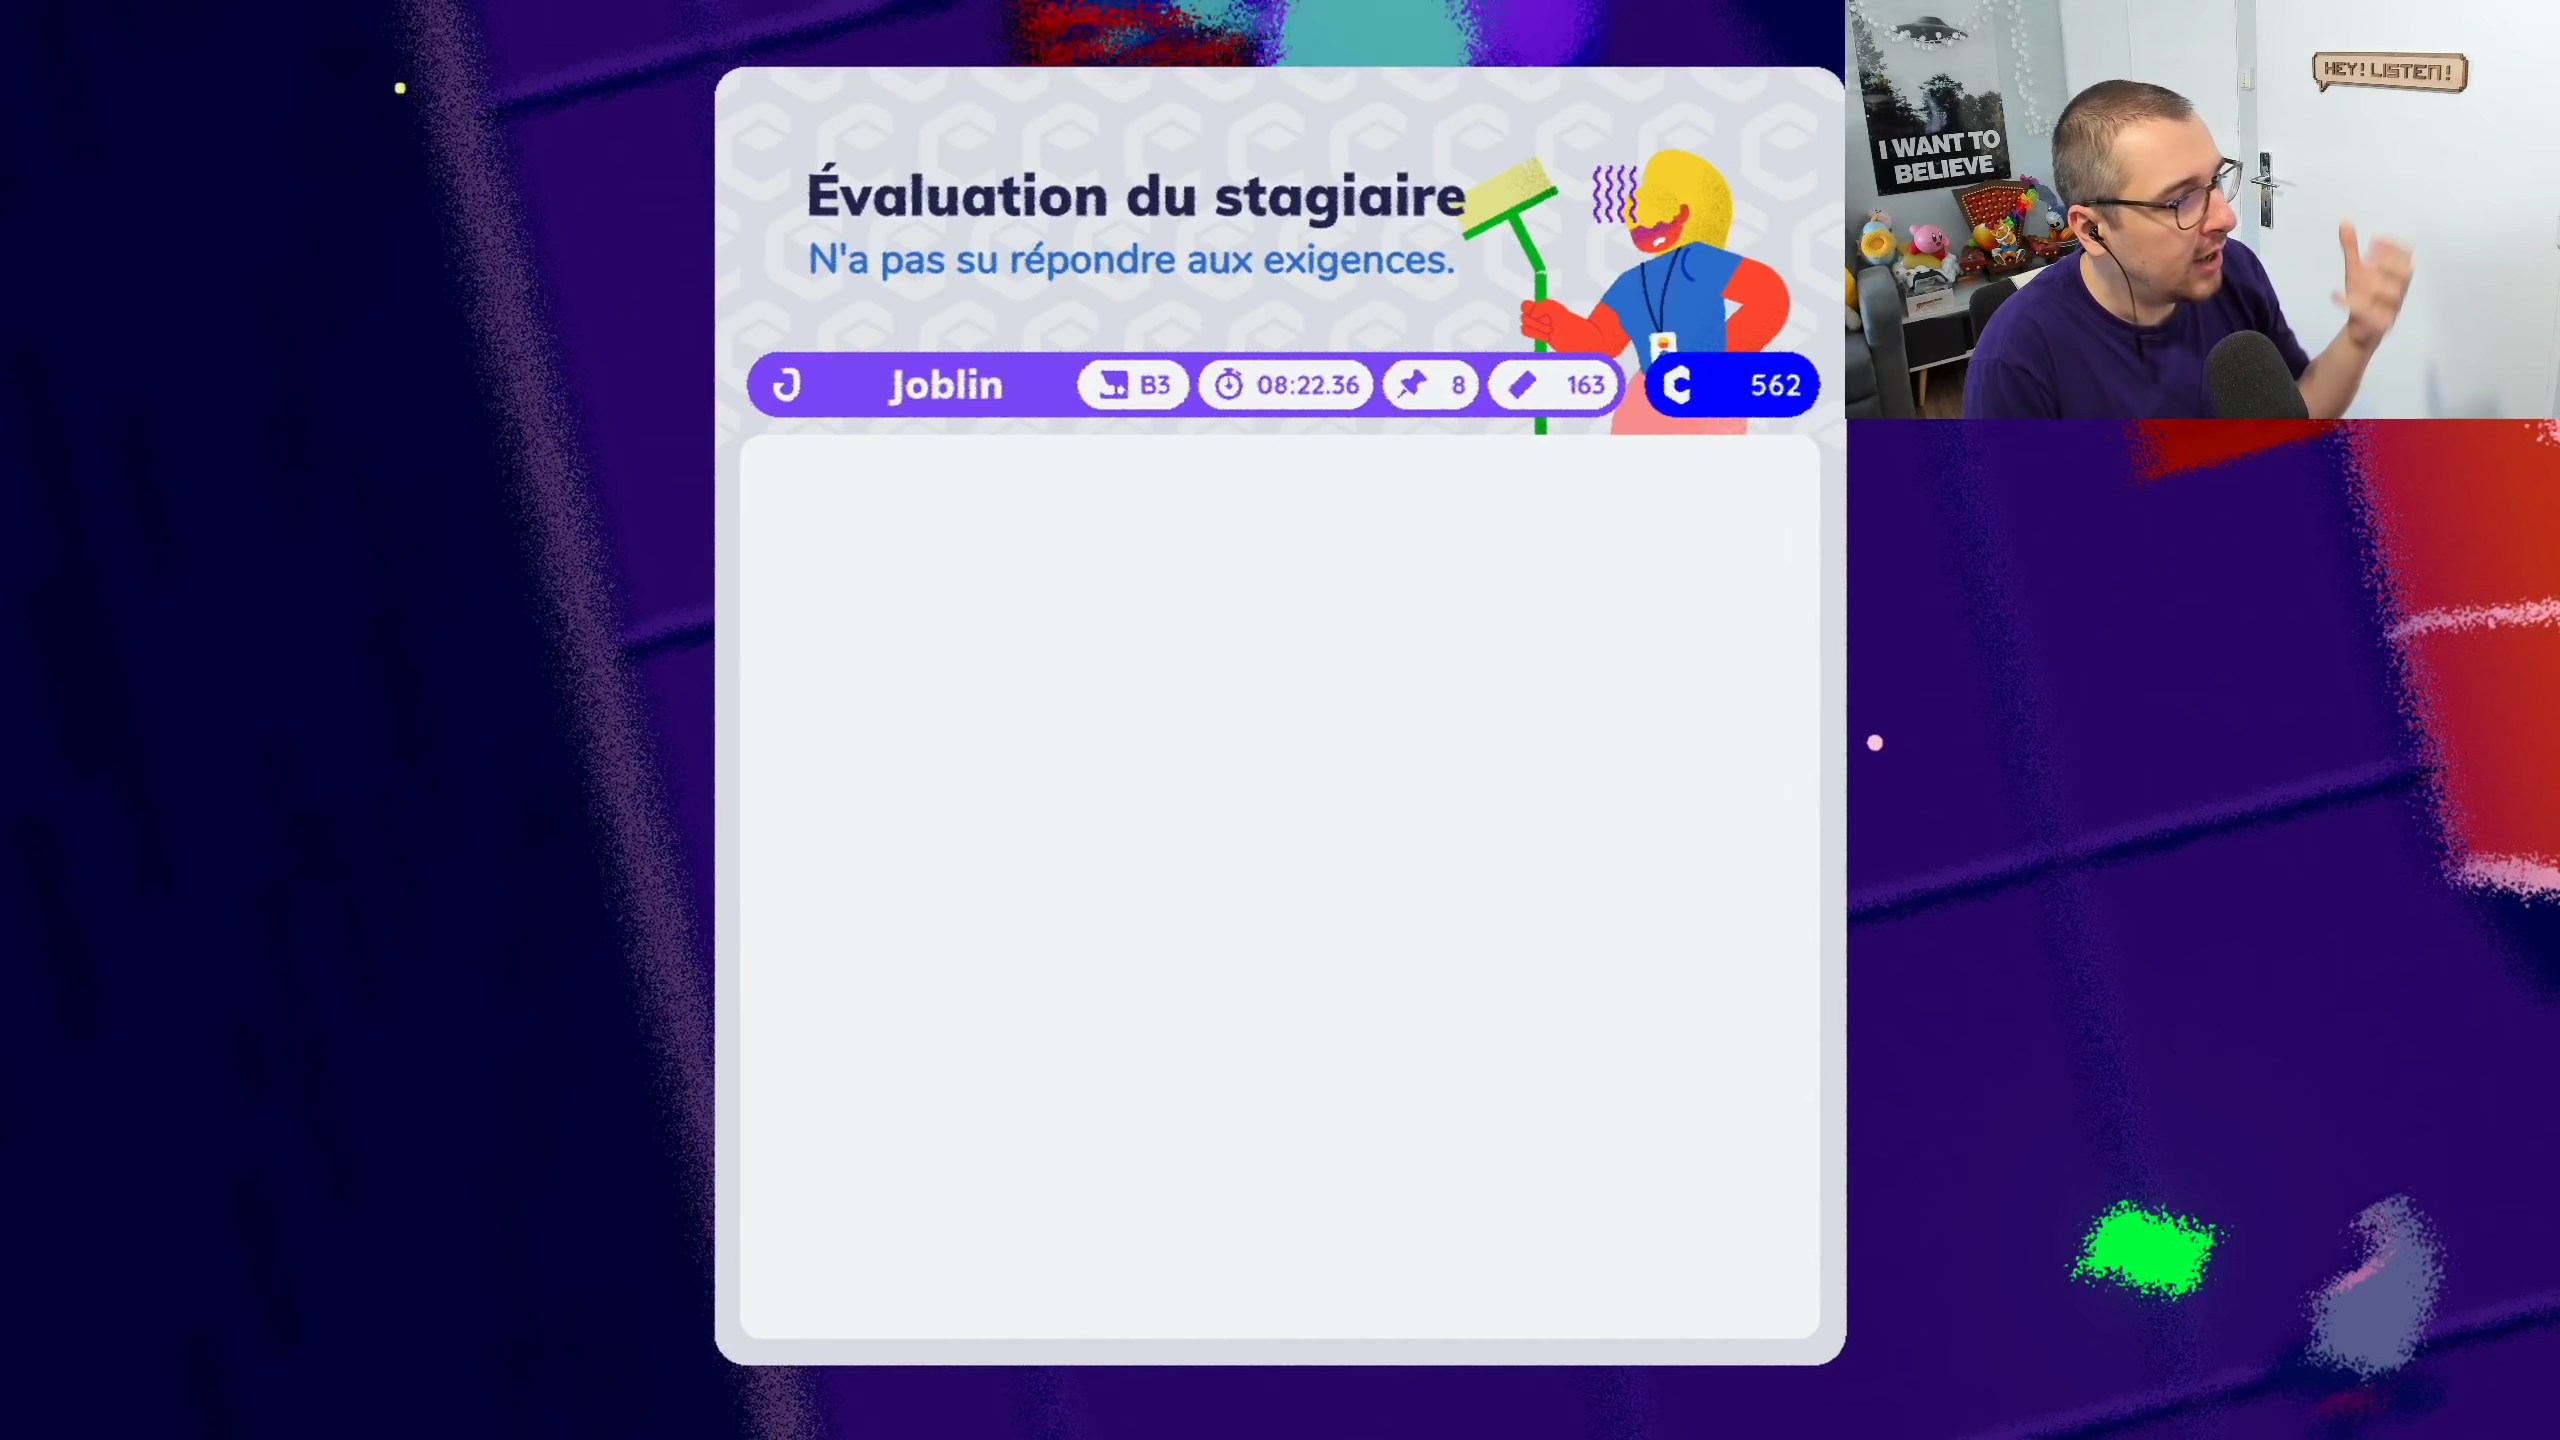 Évaluation du stagiaire
N'a pas su répondre aux exigences.
Joblin
B3
08:22.36
8
163
562
I WANT TO
BELIEVE
HEY! LISTEN!